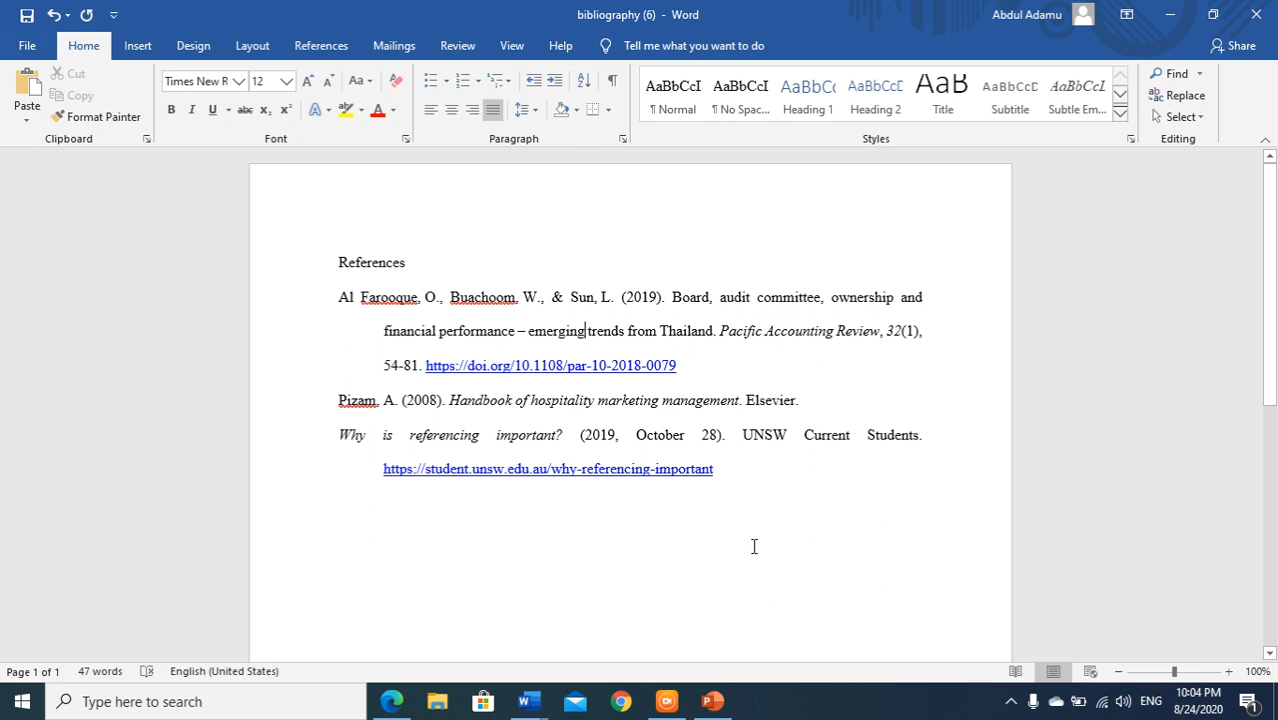 bibliography (6) - Word
Abdul Adamu
File Home Insert Design Layout References Mailings Review View Help Tell me what you want to do Share
Paste
Cut
Copy
Format Painter
Clipboard
Times New R 12
Aa
B I U abc x₂ x² A A
Font
Paragraph
AaBbCcI AaBbCcI AaBbCc AaBbCcI AaB AaBbCcD AaBbCcI
¶ Normal ¶ No Spac... Heading 1 Heading 2 Title Subtitle Subtle Em...
Styles
Find
Replace
Select
Editing
References
Al Farooque, O., Buachoom, W., & Sun, L. (2019). Board, audit committee, ownership and
financial performance – emerging trends from Thailand. Pacific Accounting Review, 32(1),
54-81. https://doi.org/10.1108/par-10-2018-0079
Pizam, A. (2008). Handbook of hospitality marketing management. Elsevier.
Why is referencing important? (2019, October 28). UNSW Current Students.
https://student.unsw.edu.au/why-referencing-important
Page 1 of 1 47 words English (United States) 100%
Type here to search
ENG
10:04 PM
8/24/2020
1